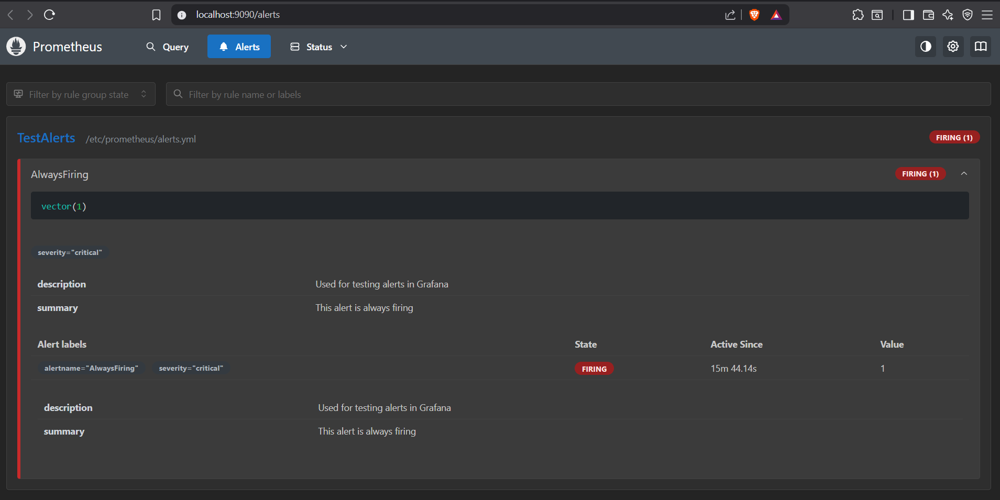 localhost:9090/alerts
Prometheus Query Alerts Status
Filter by rule group state Filter by rule name or labels
TestAlerts /etc/prometheus/alerts.yml FIRING (1)
AlwaysFiring FIRING (1)
vector(1)
severity="critical"
description Used for testing alerts in Grafana
summary This alert is always firing
Alert labels State Active Since Value
alertname="AlwaysFiring" severity="critical" FIRING 15m 44.14s 1
description Used for testing alerts in Grafana
summary This alert is always firing